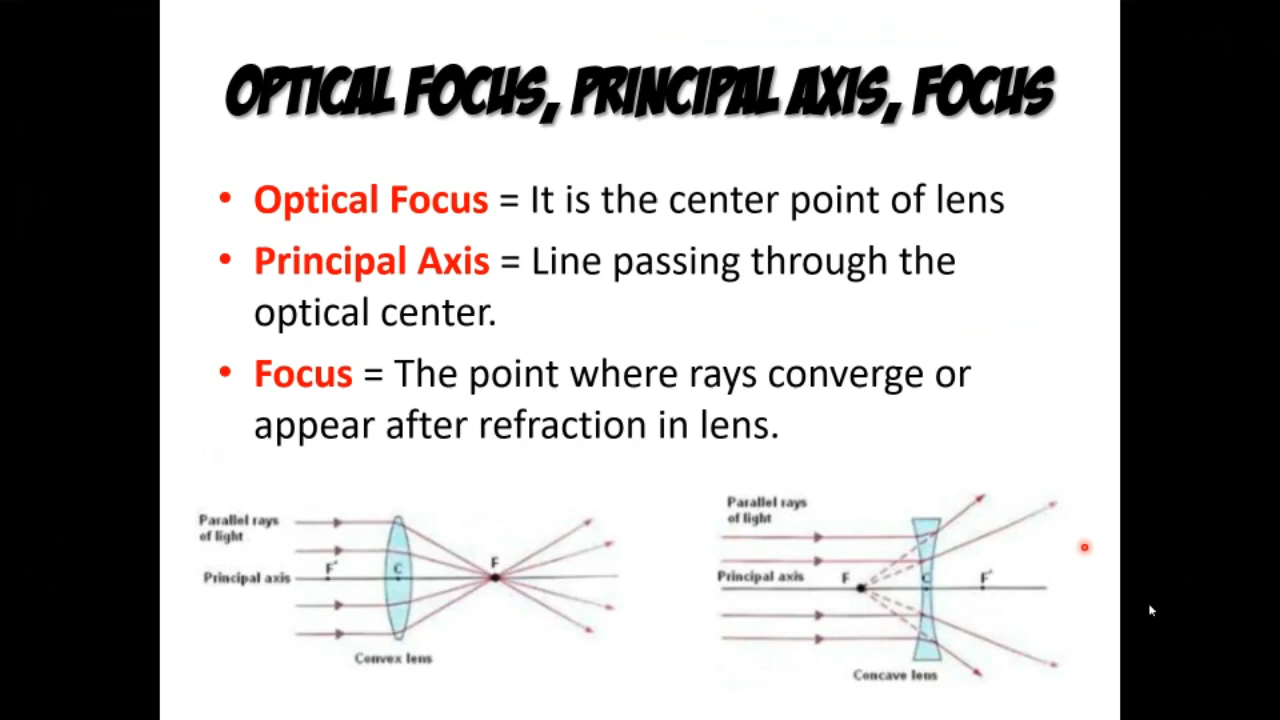 OPTICAL FOCUS, PRINCIPAL AXIS, FOCUS
• Optical Focus = It is the center point of lens
• Principal Axis = Line passing through the
optical center.
• Focus = The point where rays converge or
appear after refraction in lens.
Parallel rays
of light
F'
C
F
Principal axis
Convex lens
Parallel rays
of light
Principal axis
F
C
F'
Concave lens